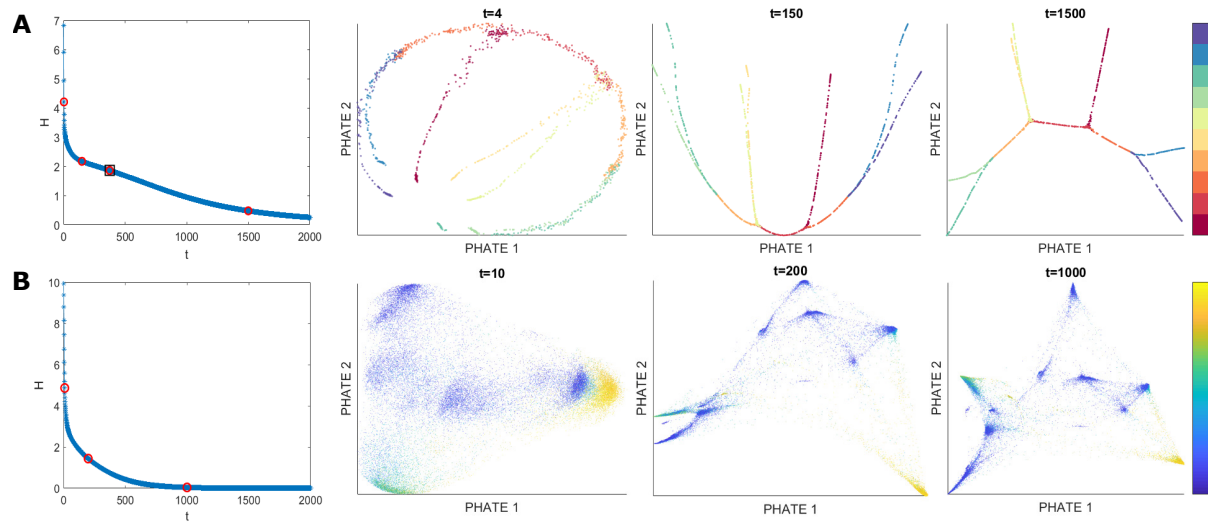 A
7
6
5
4
3
2
1
0
H
0 500 1000 1500 2000
t
t=4
PHATE 2
PHATE 1
t=150
PHATE 2
PHATE 1
t=1500
PHATE 2
PHATE 1
B
10
8
6
4
2
0
H
0 500 1000 1500 2000
t
t=10
PHATE 2
PHATE 1
t=200
PHATE 2
PHATE 1
t=1000
PHATE 2
PHATE 1